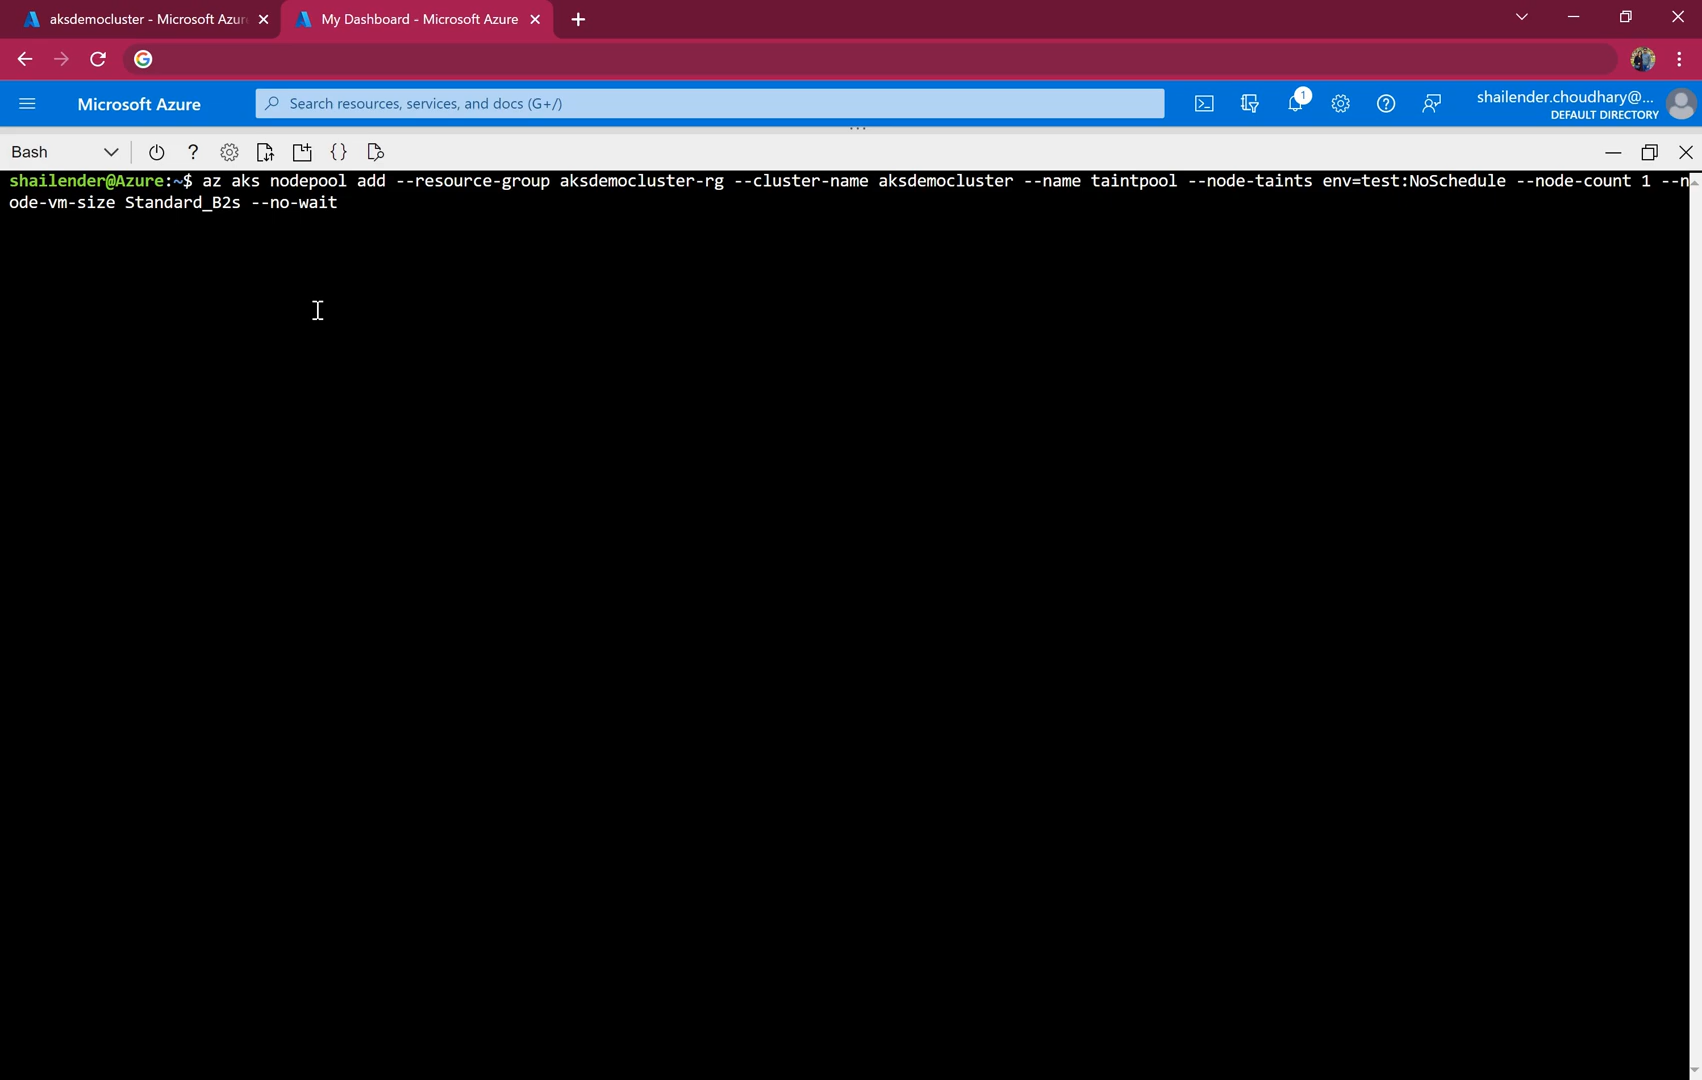 aksdemocluster - Microsoft Azur
My Dashboard - Microsoft Azure
Microsoft Azure
Search resources, services, and docs (G+/)
1
shailender.choudhary@...
DEFAULT DIRECTORY
Bash
shailender@Azure:~$ az aks nodepool add --resource-group aksdemocluster-rg --cluster-name aksdemocluster --name taintpool --node-taints env=test:NoSchedule --node-count 1 --n
ode-vm-size Standard_B2s --no-wait